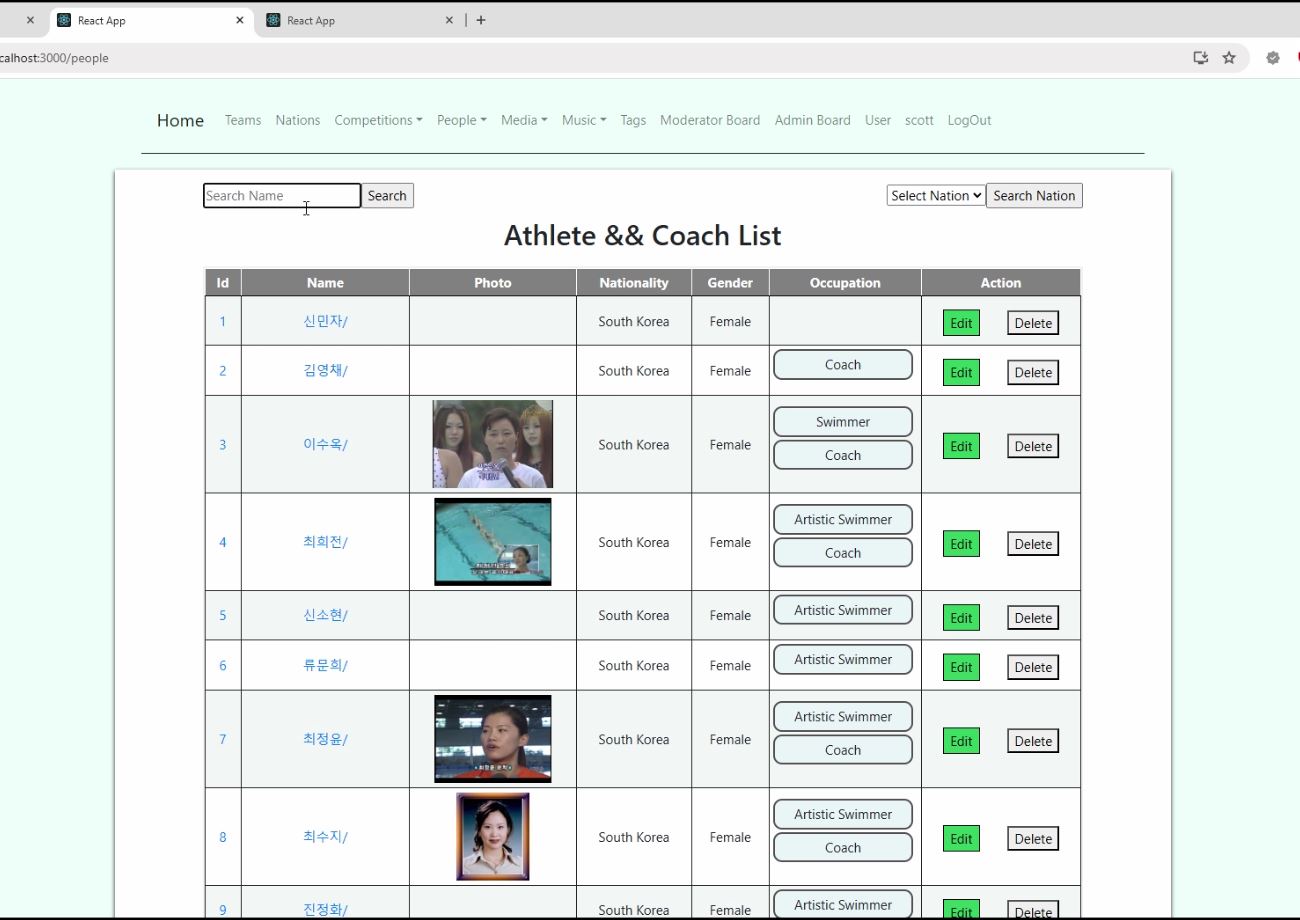 React App
React App
calhost:3000/people
Home Teams Nations Competitions People Media Music Tags Moderator Board Admin Board User scott LogOut
Search Name Search Select Nation Search Nation
Athlete && Coach List
Id Name Photo Nationality Gender Occupation Action
1 신민자/ South Korea Female Edit Delete
2 김영채/ South Korea Female Coach Edit Delete
3 이수옥/ South Korea Female Swimmer Edit Delete
Coach
4 최희전/ South Korea Female Artistic Swimmer Edit Delete
Coach
5 신소현/ South Korea Female Artistic Swimmer Edit Delete
6 류문희/ South Korea Female Artistic Swimmer Edit Delete
7 최정윤/ South Korea Female Artistic Swimmer Edit Delete
Coach
8 최수지/ South Korea Female Artistic Swimmer Edit Delete
Coach
9 진정화/ South Korea Female Artistic Swimmer Edit Delete